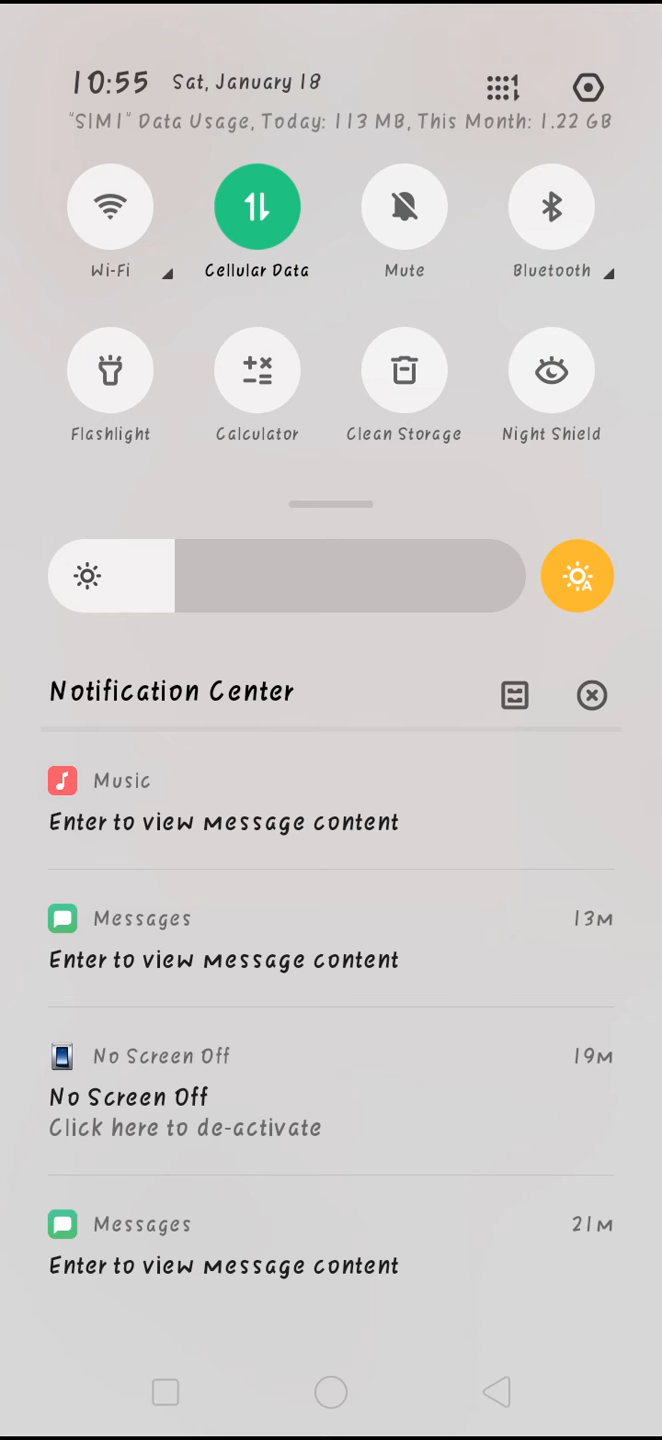 10:55 Sat, January 18
"SIM1" Data Usage, Today: 113 MB, This Month: 1.22 GB
Wi-Fi Cellular Data Mute Bluetooth
Flashlight Calculator Clean Storage Night Shield
A
Notification Center
Music
Enter to view message content
Messages 13m
Enter to view message content
No Screen Off 19m
No Screen Off
Click here to de-activate
Messages 21m
Enter to view message content